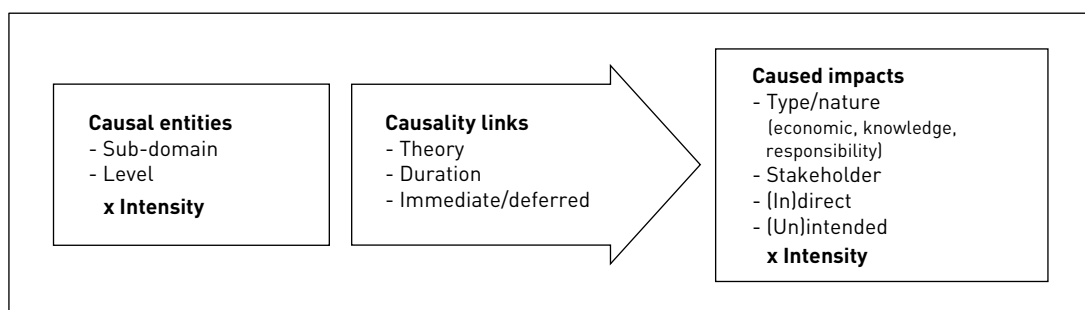 Causal entities
- Sub-domain
- Level
x Intensity
Causality links
- Theory
- Duration
- Immediate/deferred
Caused impacts
- Type/nature
(economic, knowledge,
responsibility)
- Stakeholder
- (In)direct
- (Un)intended
x Intensity